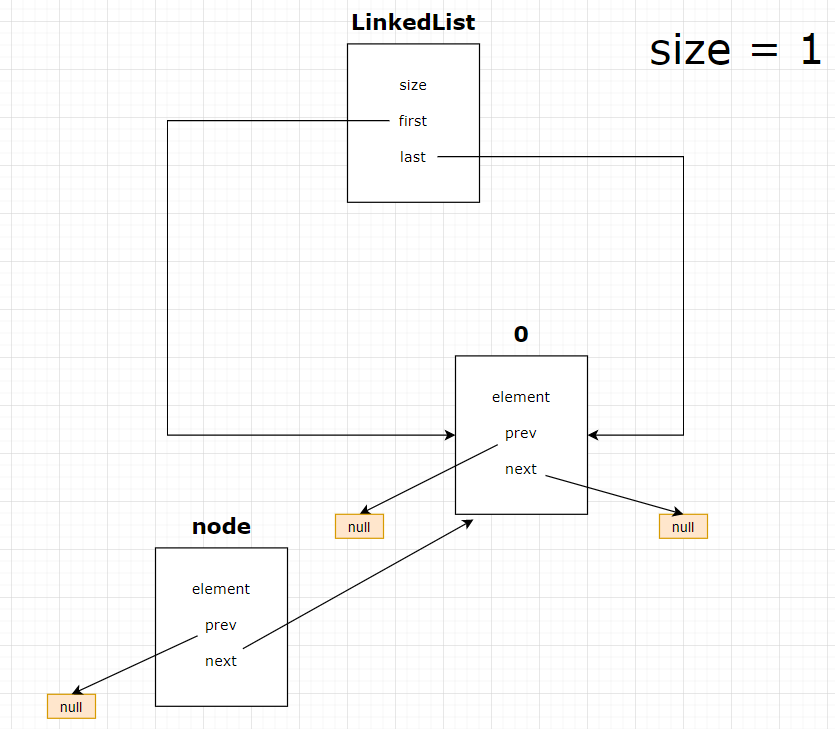 LinkedList
size = 1
size
first
last
0
element
prev
next
null
null
node
element
prev
next
null